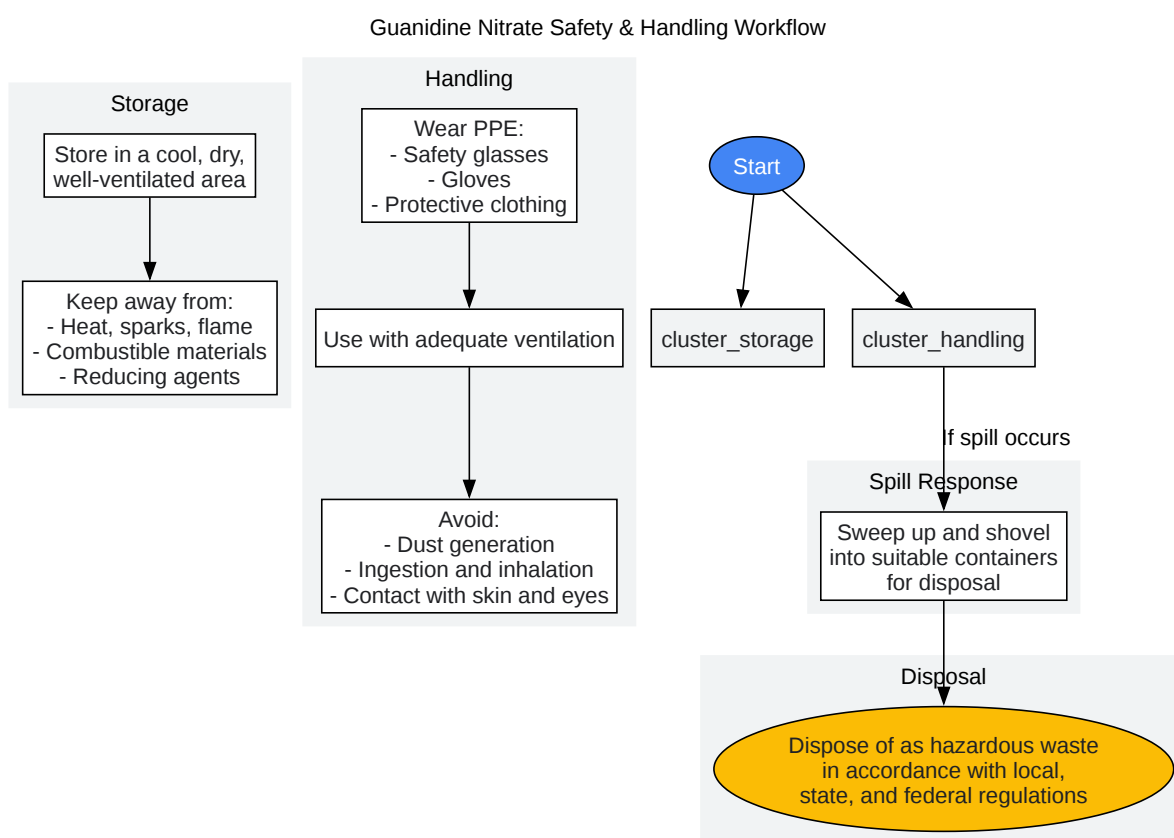 Guanidine Nitrate Safety & Handling Workflow
Storage
Store in a cool, dry,
well-ventilated area
Keep away from:
- Heat, sparks, flame
- Combustible materials
- Reducing agents
Handling
Wear PPE:
- Safety glasses
- Gloves
- Protective clothing
Use with adequate ventilation
Avoid:
- Dust generation
- Ingestion and inhalation
- Contact with skin and eyes
Start
cluster_storage
cluster_handling
If spill occurs
Spill Response
Sweep up and shovel
into suitable containers
for disposal
Disposal
Dispose of as hazardous waste
in accordance with local,
state, and federal regulations